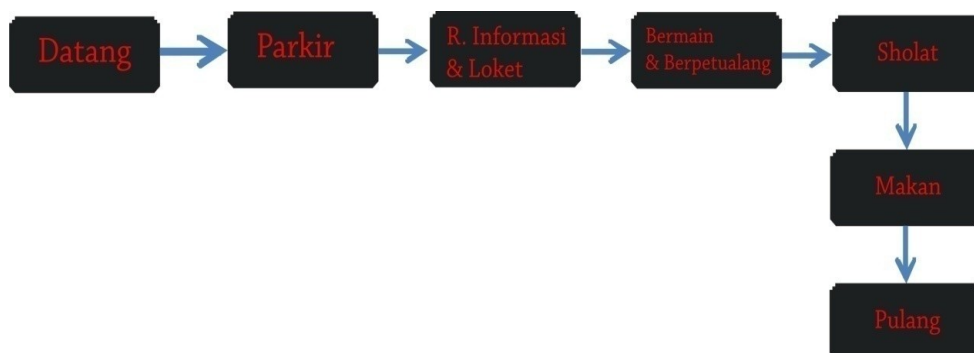 Datang
Parkir
R. Informasi
& Loket
Bermain
& Berpetualang
Sholat
Makan
Pulang